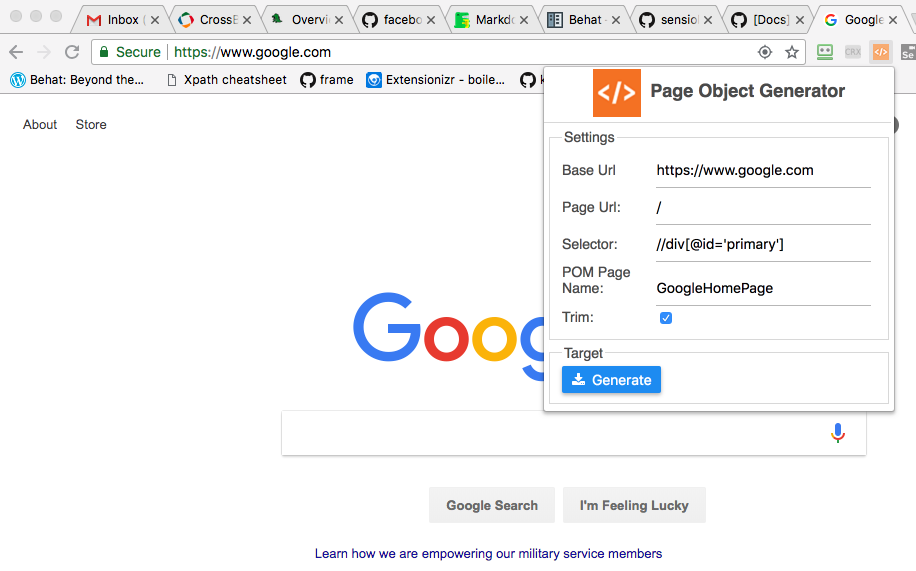 Inbox (
CrossE
Overvi
facebo
Markdo
Behat -
sensio
[Docs]
Google
Secure
https://www.google.com
CRX
Se
Behat: Beyond the...
Xpath cheatsheet
frame
Extensionizr - boile...
k
</> Page Object Generator
About
Store
Settings
Base Url
https://www.google.com
Page Url:
/
Selector:
//div[@id='primary']
POM Page
Name:
GoogleHomePage
Trim:
Target
Generate
Goog
Google Search
I'm Feeling Lucky
Learn how we are empowering our military service members